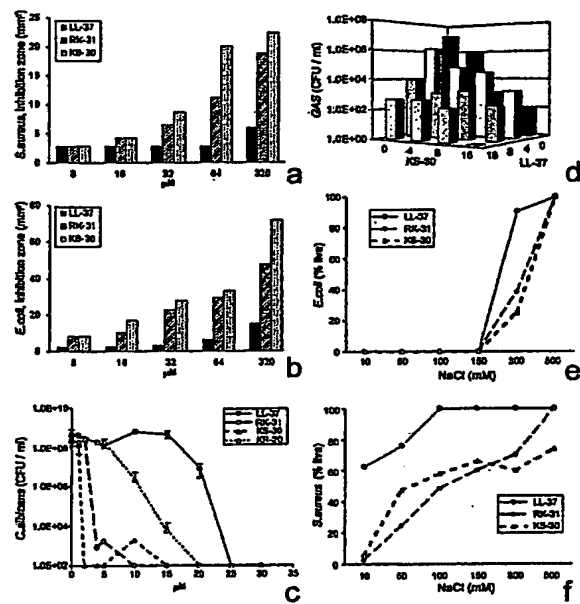 S.aureus, Inhibition zone (mm²)
25
20
15
10
5
0
LL-37
RK-31
KS-30
8
16
32
64
320
µM
a
GAS (CFU / ml)
1.0E+08
1.0E+06
1.0E+04
1.0E+02
1.0E+00
0
4
8
16
16
8
4
0
KS-30
LL-37
d
E.coli, Inhibition zone (mm²)
80
60
40
20
0
LL-37
RK-31
KS-30
8
16
32
64
320
µM
b
E.coli (% live)
100
80
60
40
20
0
LL-37
RK-31
KS-30
10
50
100
150
300
500
NaCl (mM)
e
C.albicans (CFU / ml)
1.0E+10
1.0E+08
1.0E+06
1.0E+04
1.0E+02
LL-37
RK-31
KS-30
KR-20
0
5
10
15
20
25
30
35
µM
c
S.aureus (% live)
100
80
60
40
20
0
LL-37
RK-31
KS-30
10
50
100
150
300
500
NaCl (mM)
f